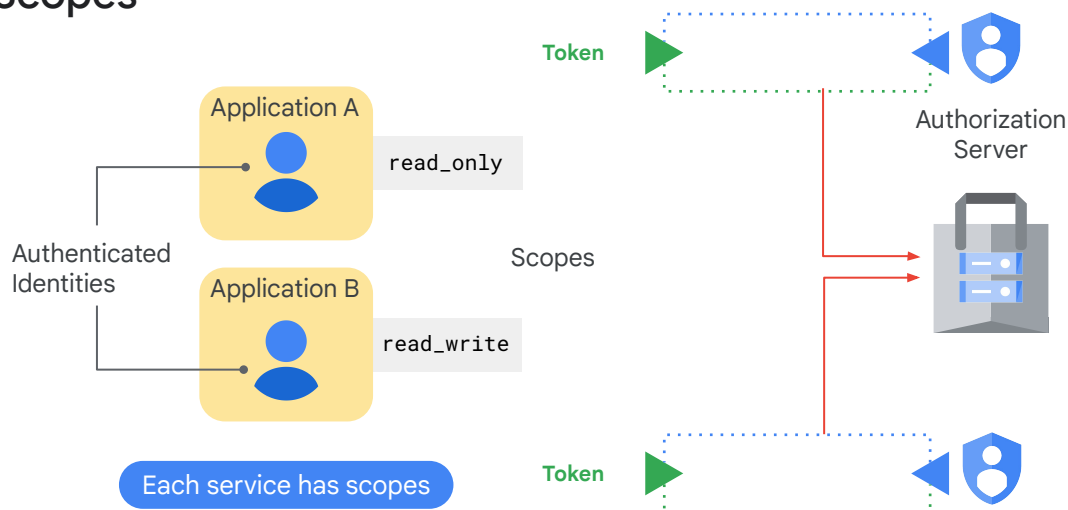 Scopes
Token
Application A
Authorization
Server
read_only
Authenticated
Identities
Scopes
Application B
read_write
Token
Each service has scopes